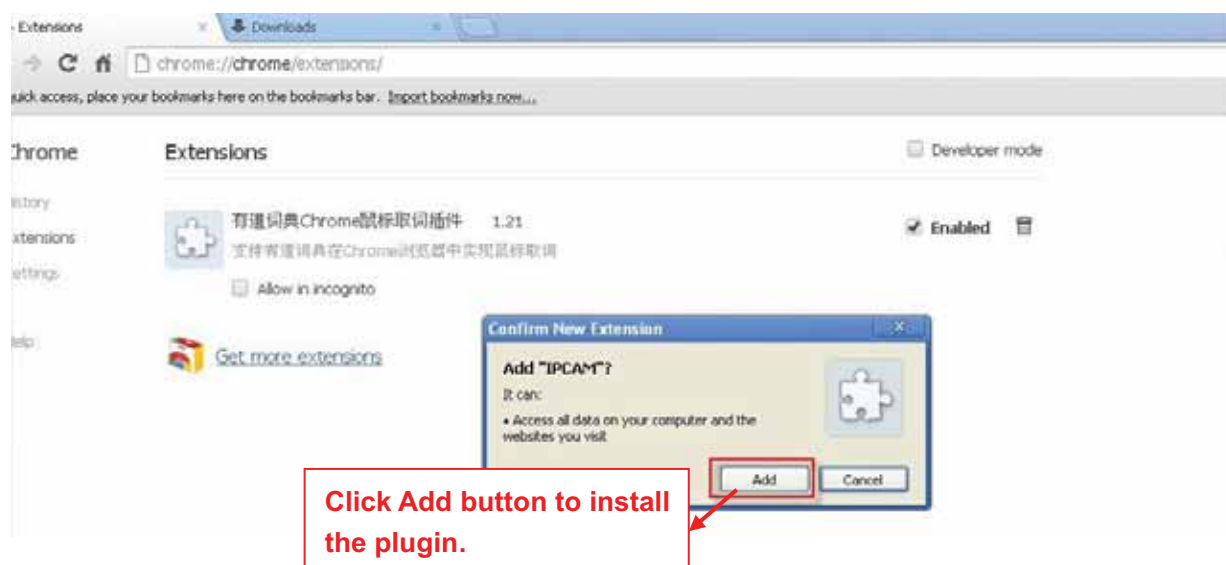 Extensions
Downloads
chrome://chrome/extensions/
uick access, place your bookmarks here on the bookmarks bar. Import bookmarks now...
hrome
Extensions
Developer mode
istory
xtensions
ettings
elp
有道词典Chrome鼠标取词插件 1.21
Enabled
支持有道词典在Chrome浏览器中实现鼠标取词
Allow in incognito
Get more extensions
Confirm New Extension
Add "IPCAM"?
It can:
• Access all data on your computer and the
websites you visit
Add Cancel
Click Add button to install
the plugin.